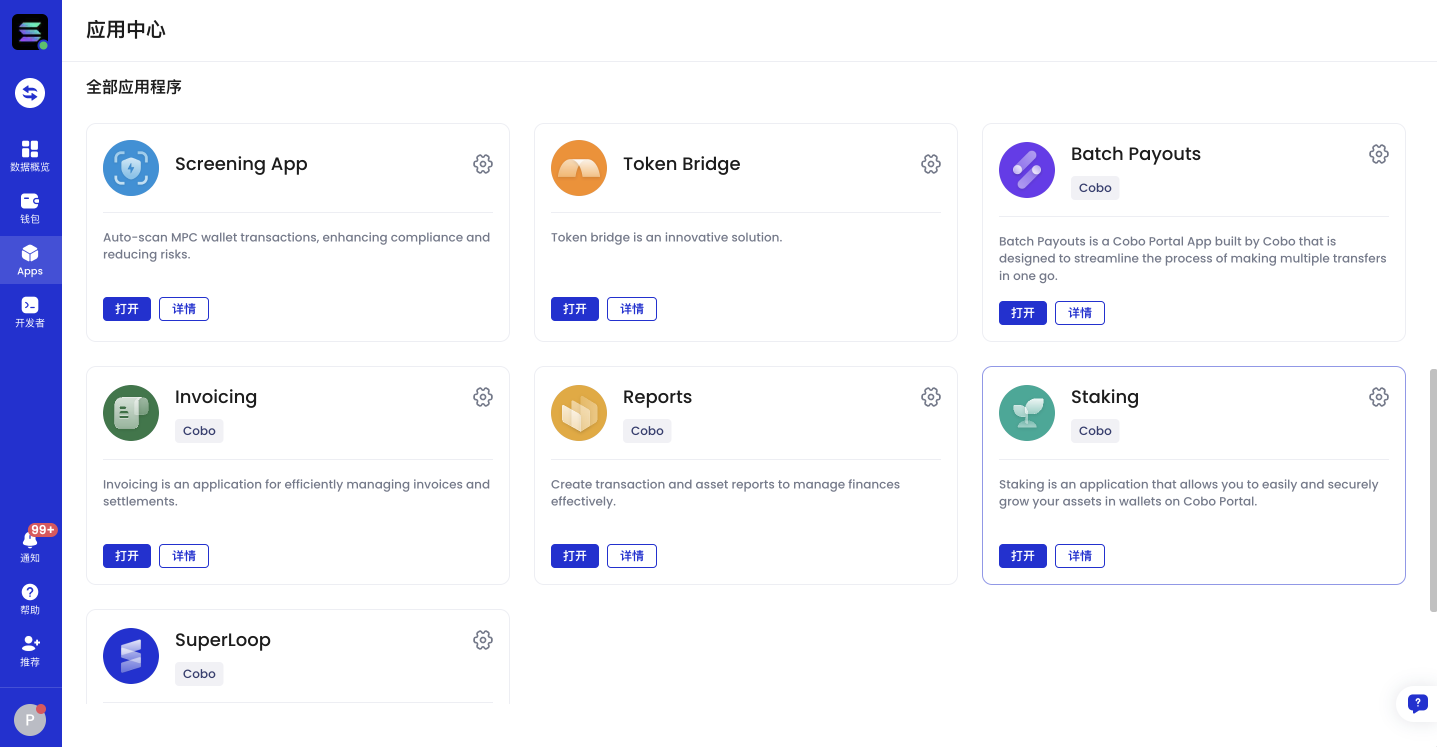 应用中心
全部应用程序
数据概览
钱包
Apps
开发者
99+
通知
帮助
推荐
P
Screening App
Auto-scan MPC wallet transactions, enhancing compliance and
reducing risks.
打开 详情
Token Bridge
Token bridge is an innovative solution.
打开 详情
Batch Payouts
Cobo
Batch Payouts is a Cobo Portal App built by Cobo that is
designed to streamline the process of making multiple transfers
in one go.
打开 详情
Invoicing
Cobo
Invoicing is an application for efficiently managing invoices and
settlements.
打开 详情
Reports
Cobo
Create transaction and asset reports to manage finances
effectively.
打开 详情
Staking
Cobo
Staking is an application that allows you to easily and securely
grow your assets in wallets on Cobo Portal.
打开 详情
SuperLoop
Cobo